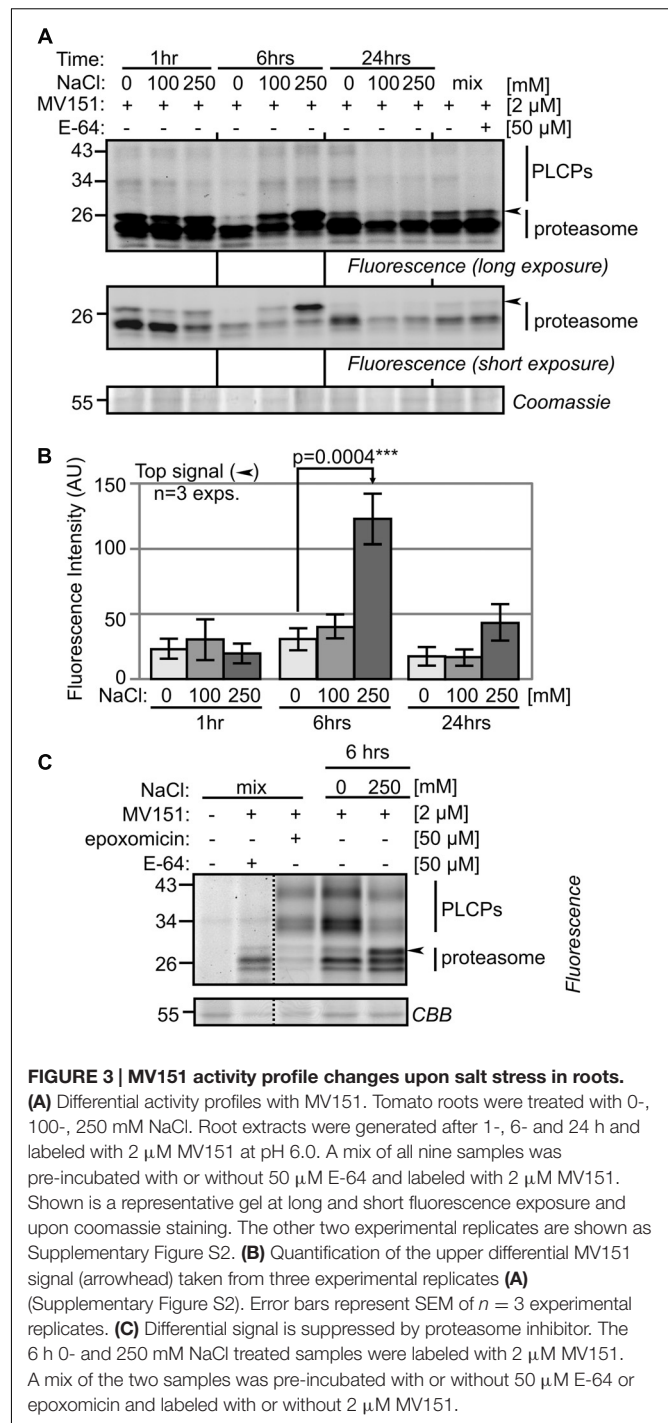 A
Time: 1hr 6hrs 24hrs
NaCl: 0 100 250 0 100 250 0 100 250 mix [mM]
MV151: + + + + + + + + + + + [2 μM]
E-64: - - - - - - - - - - + [50 μM]
43
34
26
PLCPs
proteasome
Fluorescence (long exposure)
26
proteasome
Fluorescence (short exposure)
55
Coomassie
B
Top signal (◄)
n=3 exps.
p=0.0004***
Fluorescence Intensity (AU)
150
100
50
0
NaCl: 0 100 250 0 100 250 0 100 250 [mM]
1hr 6hrs 24hrs
C
6 hrs
NaCl: mix 0 250 [mM]
MV151: - + + + + [2 μM]
epoxomicin: - - + - - [50 μM]
E-64: - + - - - [50 μM]
43
34
26
PLCPs
proteasome
Fluorescence
55
CBB
FIGURE 3 | MV151 activity profile changes upon salt stress in roots.
(A) Differential activity profiles with MV151. Tomato roots were treated with 0-,
100-, 250 mM NaCl. Root extracts were generated after 1-, 6- and 24 h and
labeled with 2 μM MV151 at pH 6.0. A mix of all nine samples was
pre-incubated with or without 50 μM E-64 and labeled with 2 μM MV151.
Shown is a representative gel at long and short fluorescence exposure and
upon coomassie staining. The other two experimental replicates are shown as
Supplementary Figure S2. (B) Quantification of the upper differential MV151
signal (arrowhead) taken from three experimental replicates (A)
(Supplementary Figure S2). Error bars represent SEM of n = 3 experimental
replicates. (C) Differential signal is suppressed by proteasome inhibitor. The
6 h 0- and 250 mM NaCl treated samples were labeled with 2 μM MV151.
A mix of the two samples was pre-incubated with or without 50 μM E-64 or
epoxomicin and labeled with or without 2 μM MV151.